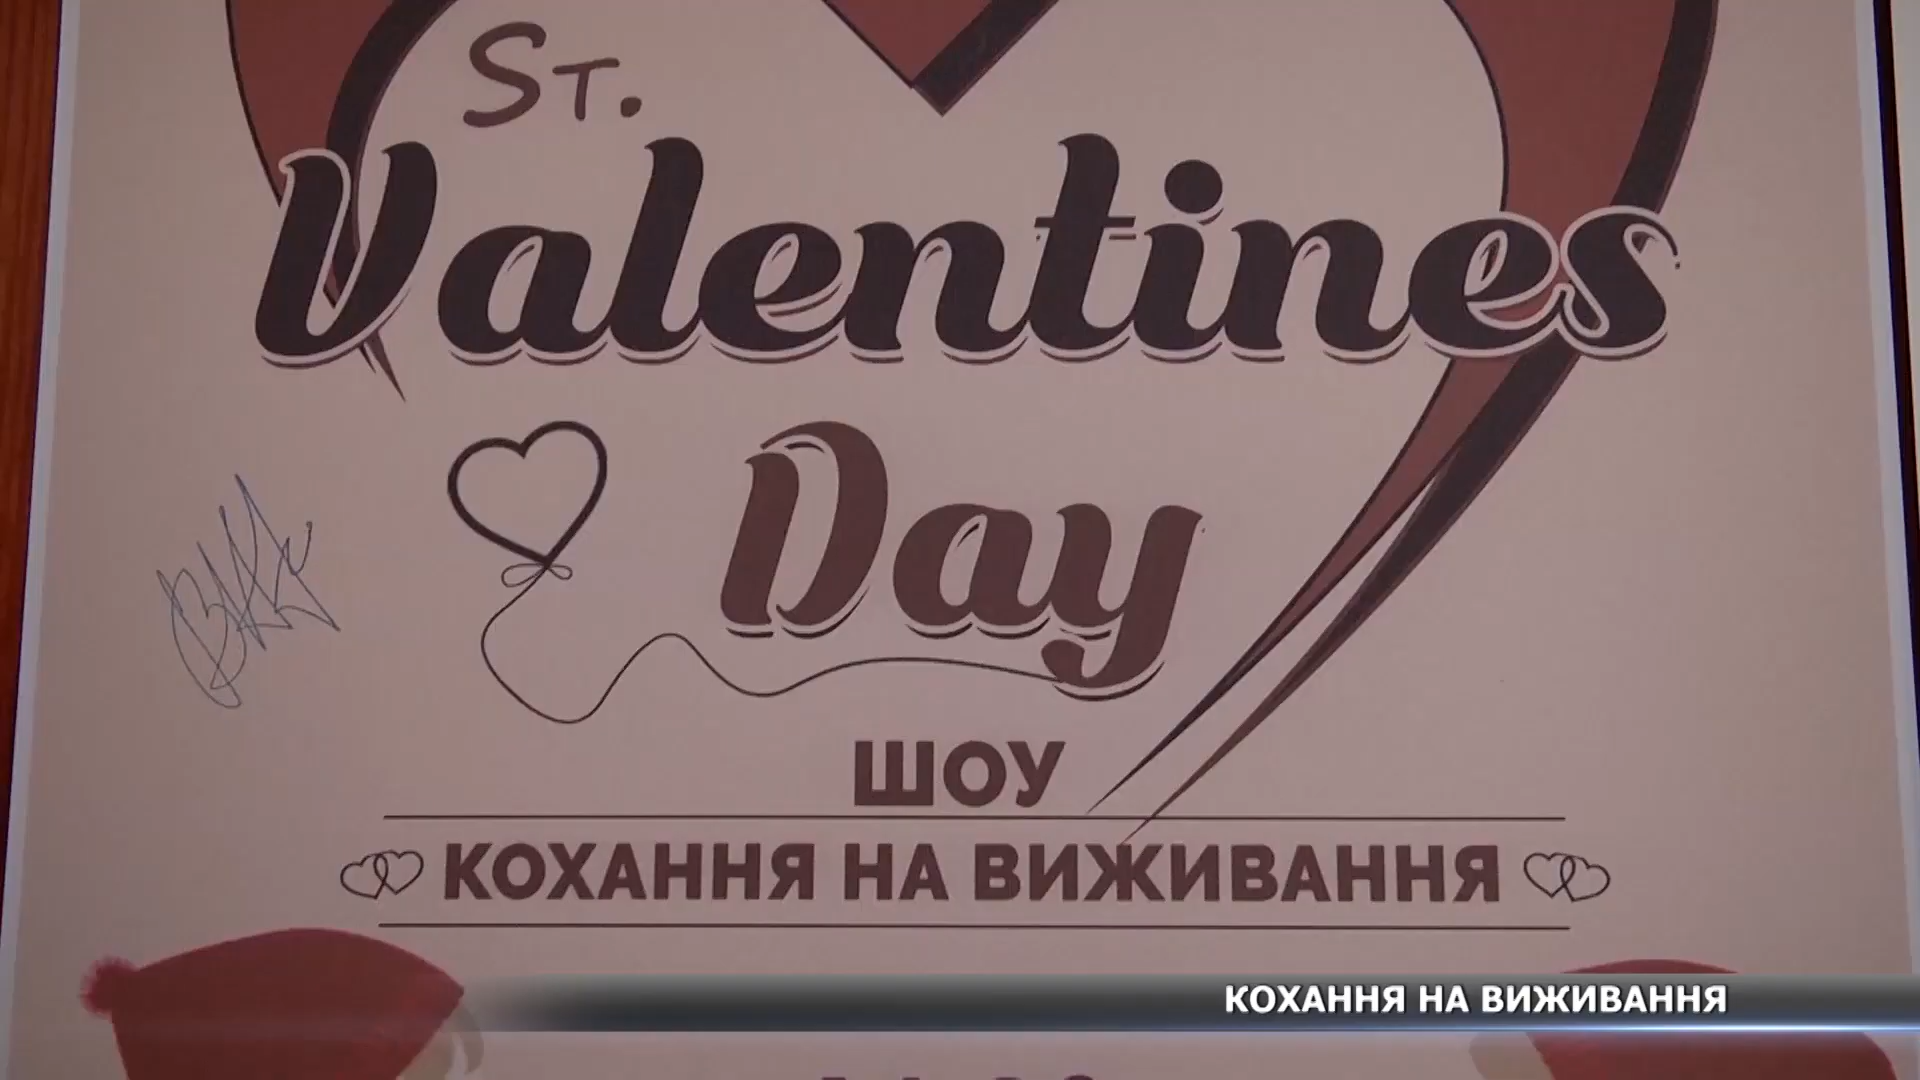 St.
Valentines
Day
ШОУ
КОХАННЯ НА ВИЖИВАННЯ
КОХАННЯ НА ВИЖИВАННЯ